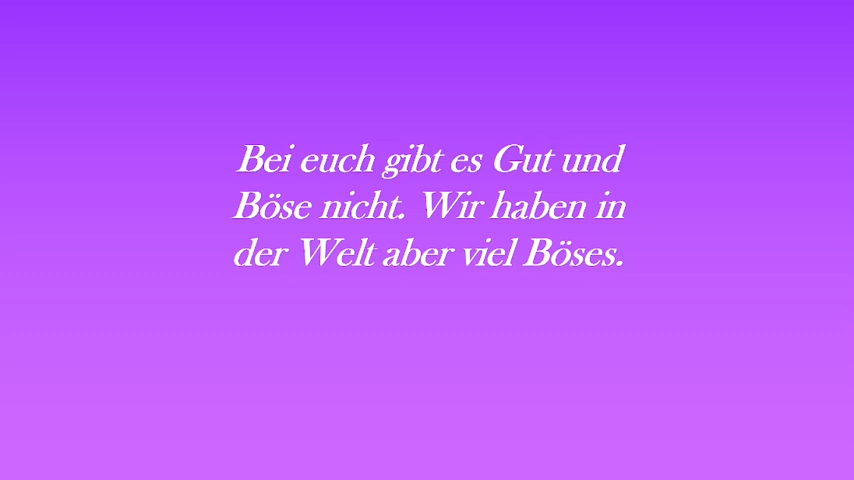 Bei euch gibt es Gut und
Böse nicht. Wir haben in
der Welt aber viel Böses.